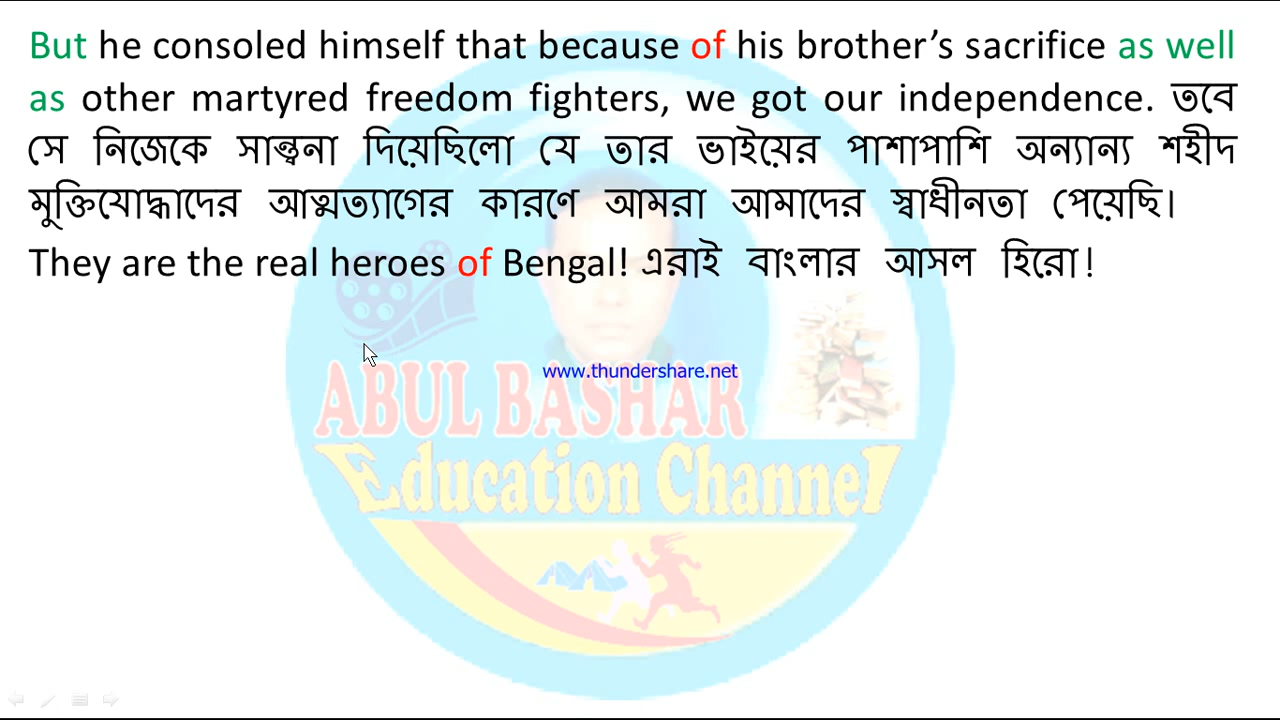 But he consoled himself that because of his brother’s sacrifice as well
as other martyred freedom fighters, we got our independence. তবে
সে নিজেকে সান্ত্বনা দিয়েছিলো যে তার ভাইয়ের পাশাপাশি অন্যান্য শহীদ
মুক্তিযোদ্ধাদের আত্মত্যাগের কারণে আমরা আমাদের স্বাধীনতা পেয়েছি।
They are the real heroes of Bengal! এরাই বাংলার আসল হিরো!
www.thundershare.net
ABUL BASHAR
Education Channel